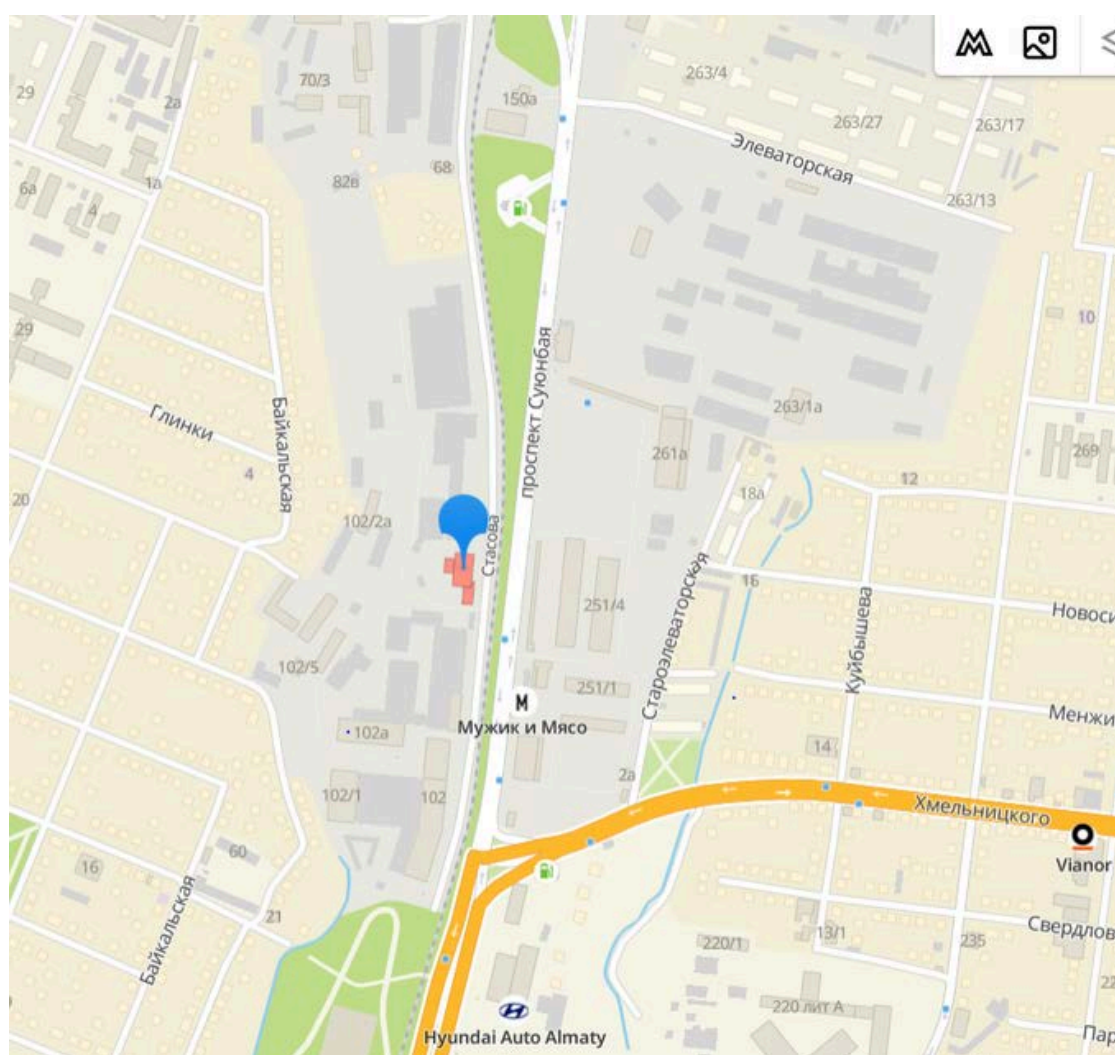 263/4
70/3
29
2а
150а
263/27
263/17
Элеваторская
68
82в
1а
6а
4
263/13
29
10
проспект Суюнбая
Байкальская
Глинки
263/1а
261а
269
4
12
20
18а
102/2а
Стасова
16
251/4
Новоси
Староэлеваторская
Куйбышева
102/5
251/1
Менжи
М
Мужик и Мясо
102а
14
2а
102/1
102
Хмельницкого
60
16
Vianor
21
Байкальская
Свердлов
13/1
235
220/1
22
220 лит А
Hyundai Auto Almaty
Пар